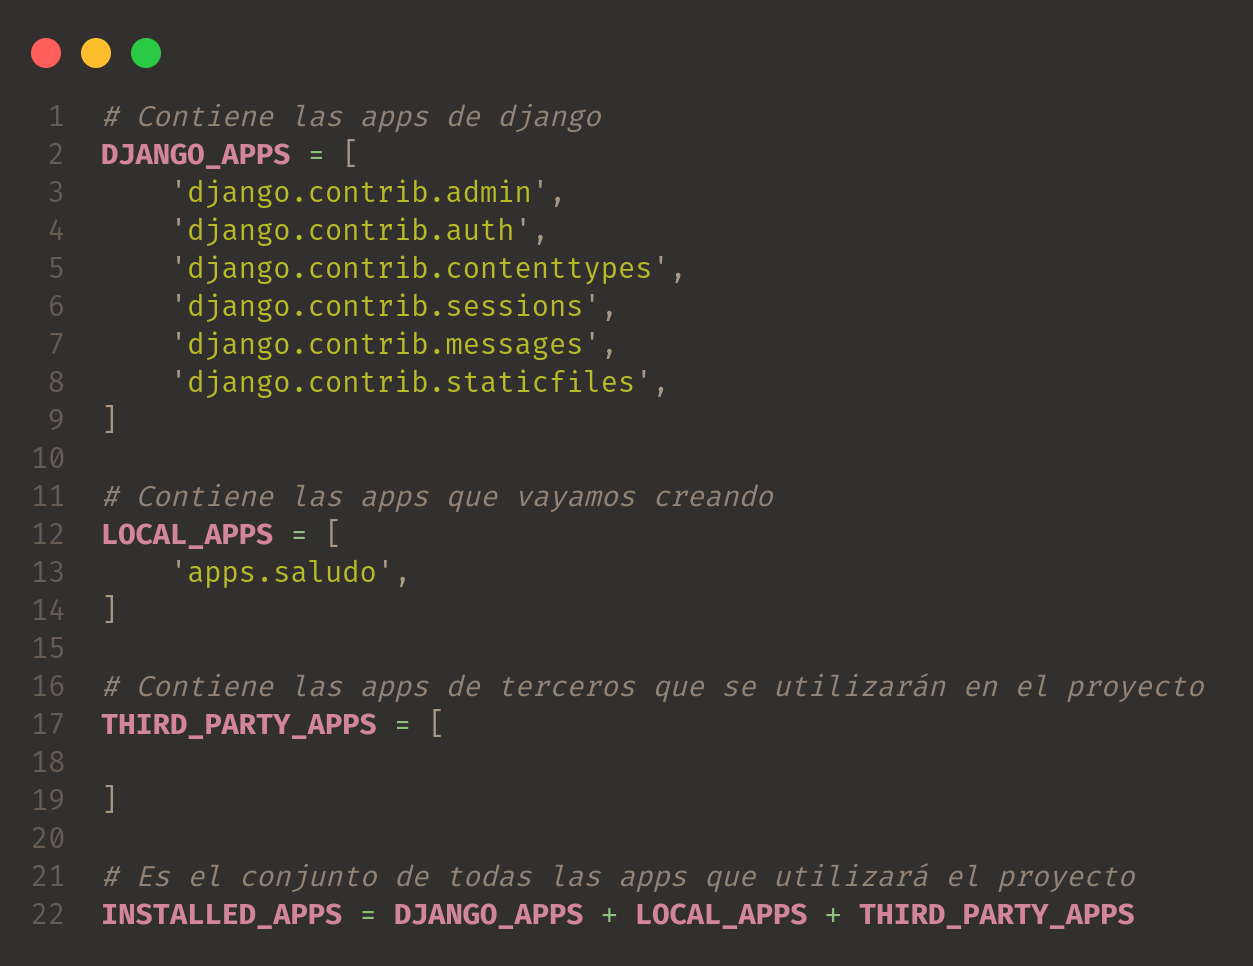 1 # Contiene las apps de django
2 DJANGO_APPS = [
3     'django.contrib.admin',
4     'django.contrib.auth',
5     'django.contrib.contenttypes',
6     'django.contrib.sessions',
7     'django.contrib.messages',
8     'django.contrib.staticfiles',
9 ]
10
11 # Contiene las apps que vayamos creando
12 LOCAL_APPS = [
13     'apps.saludo',
14 ]
15
16 # Contiene las apps de terceros que se utilizarán en el proyecto
17 THIRD_PARTY_APPS = [
18
19 ]
20
21 # Es el conjunto de todas las apps que utilizará el proyecto
22 INSTALLED_APPS = DJANGO_APPS + LOCAL_APPS + THIRD_PARTY_APPS